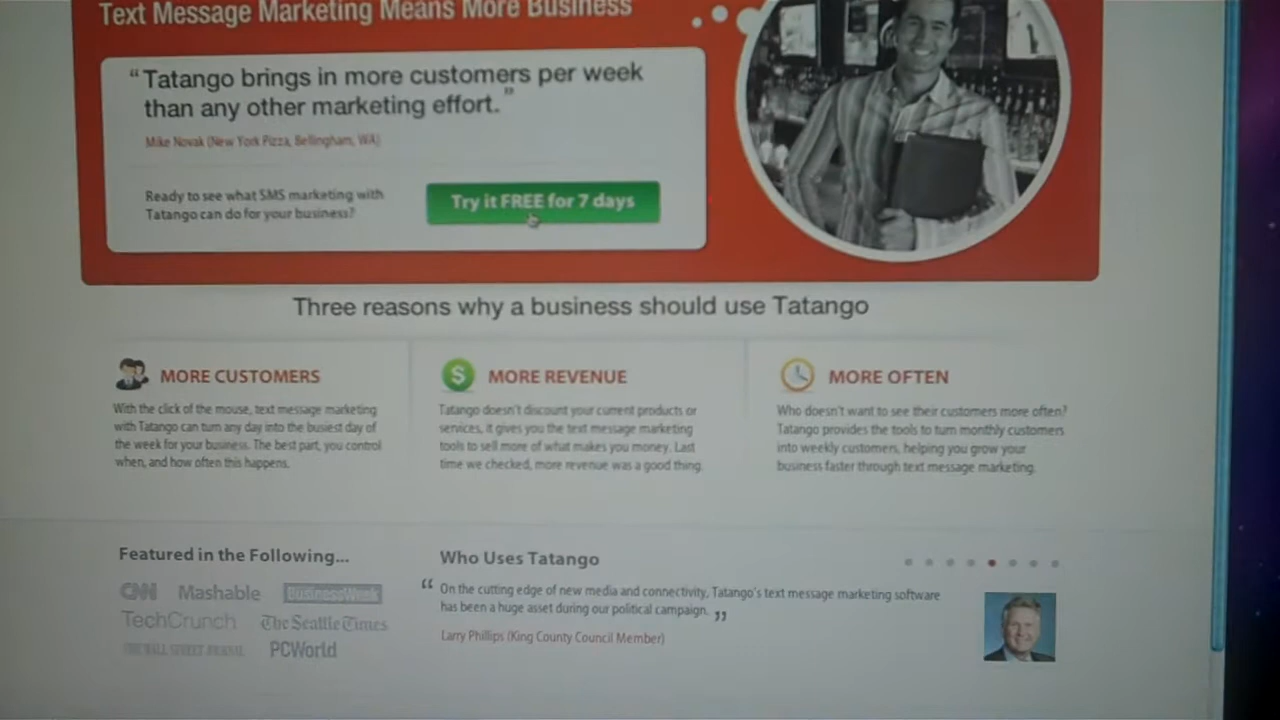 Text Message Marketing Means More Business
“Tatango brings in more customers per week
than any other marketing effort.”
Mike Novak (New York Pizza, Bellingham, WA)
Ready to see what SMS marketing with
Tatango can do for your business?
Try it FREE for 7 days
Three reasons why a business should use Tatango
MORE CUSTOMERS
With the click of the mouse, text message marketing
with Tatango can turn any day into the busiest day of
the week for your business. The best part, you control
when, and how often this happens.
$ MORE REVENUE
Tatango doesn't discount your current products or
services, it gives you the text message marketing
tools to sell more of what makes you money. Last
time we checked, more revenue was a good thing.
MORE OFTEN
Who doesn't want to see their customers more often?
Tatango provides the tools to turn monthly customers
into weekly customers, helping you grow your
business faster through text message marketing.
Featured in the Following...
CNN Mashable BusinessWeek
TechCrunch The Seattle Times
THE WALL STREET JOURNAL PCWorld
Who Uses Tatango
“On the cutting edge of new media and connectivity, Tatango's text message marketing software
has been a huge asset during our political campaign.”
Larry Phillips (King County Council Member)